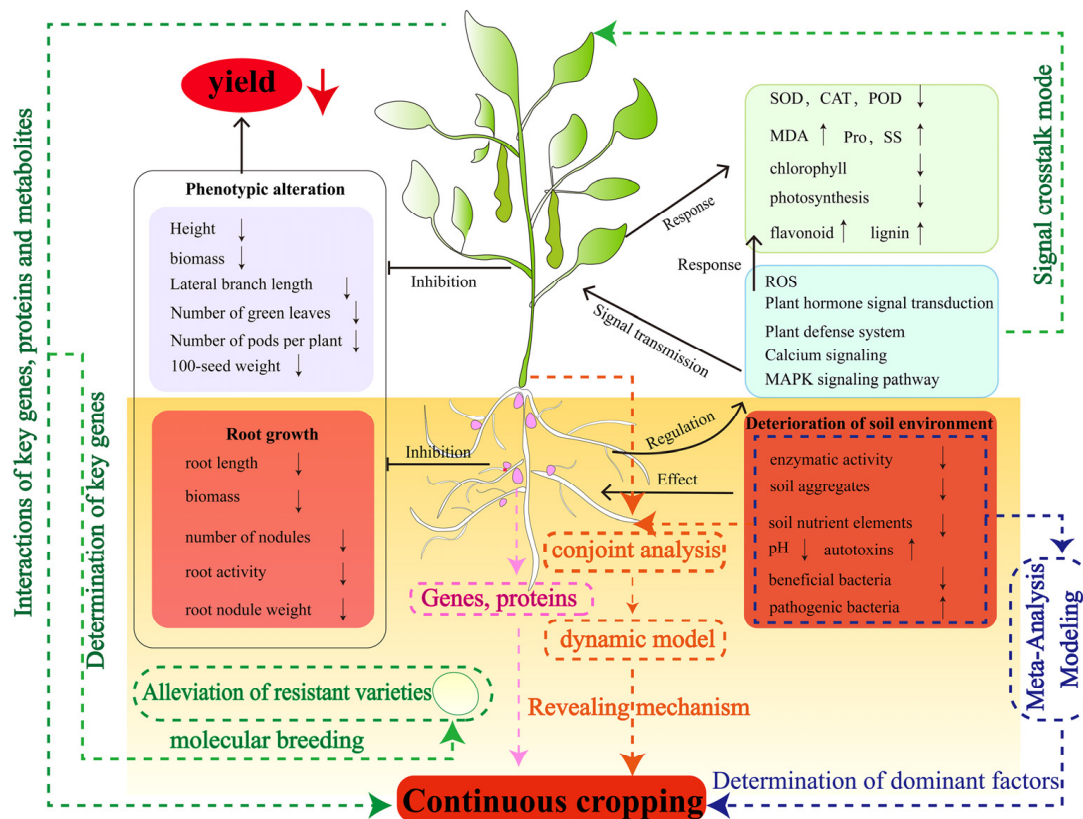 yield
Phenotypic alteration
Height ↓
biomass ↓
Lateral branch length ↓
Number of green leaves ↓
Number of pods per plant ↓
100-seed weight ↓
Root growth
root length ↓
biomass ↓
number of nodules ↓
root activity ↓
root nodule weight ↓
Interactions of key genes, proteins and metabolites
Determination of key genes
Inhibition
Inhibition
Response
Response
Signal transmission
Regulation
Effect
SOD, CAT, POD ↓
MDA ↑ Pro, SS ↑
chlorophyll ↓
photosynthesis ↓
flavonoid ↑ lignin ↑
ROS
Plant hormone signal transduction
Plant defense system
Calcium signaling
MAPK signaling pathway
Signal crosstalk mode
Deterioration of soil environment
enzymatic activity ↓
soil aggregates ↓
soil nutrient elements ↓
pH ↓ autotoxins ↑
beneficial bacteria ↓
pathogenic bacteria ↑
Meta-Analysis
Modeling
conjoint analysis
Genes, proteins
dynamic model
Alleviation of resistant varieties
molecular breeding
Revealing mechanism
Determination of dominant factors
Continuous cropping